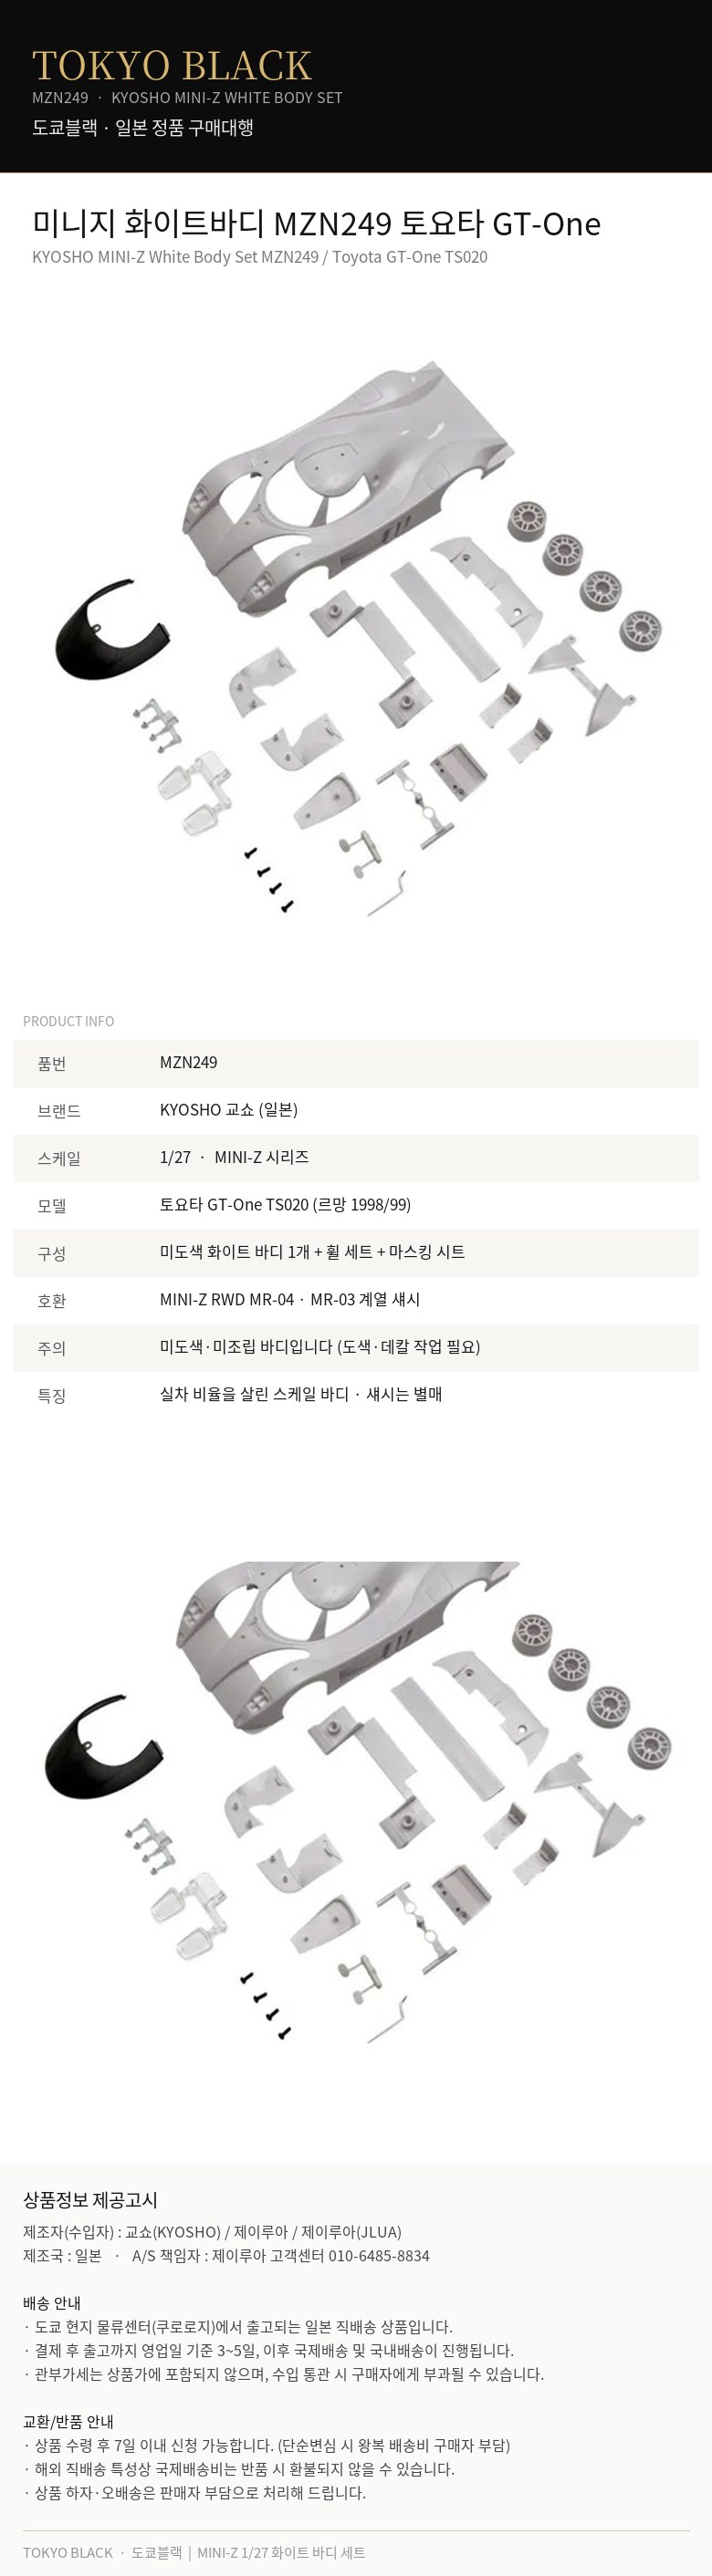 TOKYO BLACK
MZN249 · KYOSHO MINI-Z WHITE BODY SET
도쿄블랙 · 일본 정품 구매대행
미니지 화이트바디 MZN249 토요타 GT-One
KYOSHO MINI-Z White Body Set MZN249 / Toyota GT-One TS020
PRODUCT INFO
품번 MZN249
브랜드 KYOSHO 교쇼 (일본)
스케일 1/27 · MINI-Z 시리즈
모델 토요타 GT-One TS020 (르망 1998/99)
구성 미도색 화이트 바디 1개 + 휠 세트 + 마스킹 시트
호환 MINI-Z RWD MR-04 · MR-03 계열 섀시
주의 미도색·미조립 바디입니다 (도색·데칼 작업 필요)
특징 실차 비율을 살린 스케일 바디 · 섀시는 별매
상품정보 제공고시
제조자(수입자) : 교쇼(KYOSHO) / 제이루아 / 제이루아(JLUA)
제조국 : 일본 · A/S 책임자 : 제이루아 고객센터 010-6485-8834
배송 안내
· 도쿄 현지 물류센터(쿠로로지)에서 출고되는 일본 직배송 상품입니다.
· 결제 후 출고까지 영업일 기준 3~5일, 이후 국제배송 및 국내배송이 진행됩니다.
· 관부가세는 상품가에 포함되지 않으며, 수입 통관 시 구매자에게 부과될 수 있습니다.
교환/반품 안내
· 상품 수령 후 7일 이내 신청 가능합니다. (단순변심 시 왕복 배송비 구매자 부담)
· 해외 직배송 특성상 국제배송비는 반품 시 환불되지 않을 수 있습니다.
· 상품 하자·오배송은 판매자 부담으로 처리해 드립니다.
TOKYO BLACK · 도쿄블랙 | MINI-Z 1/27 화이트 바디 세트